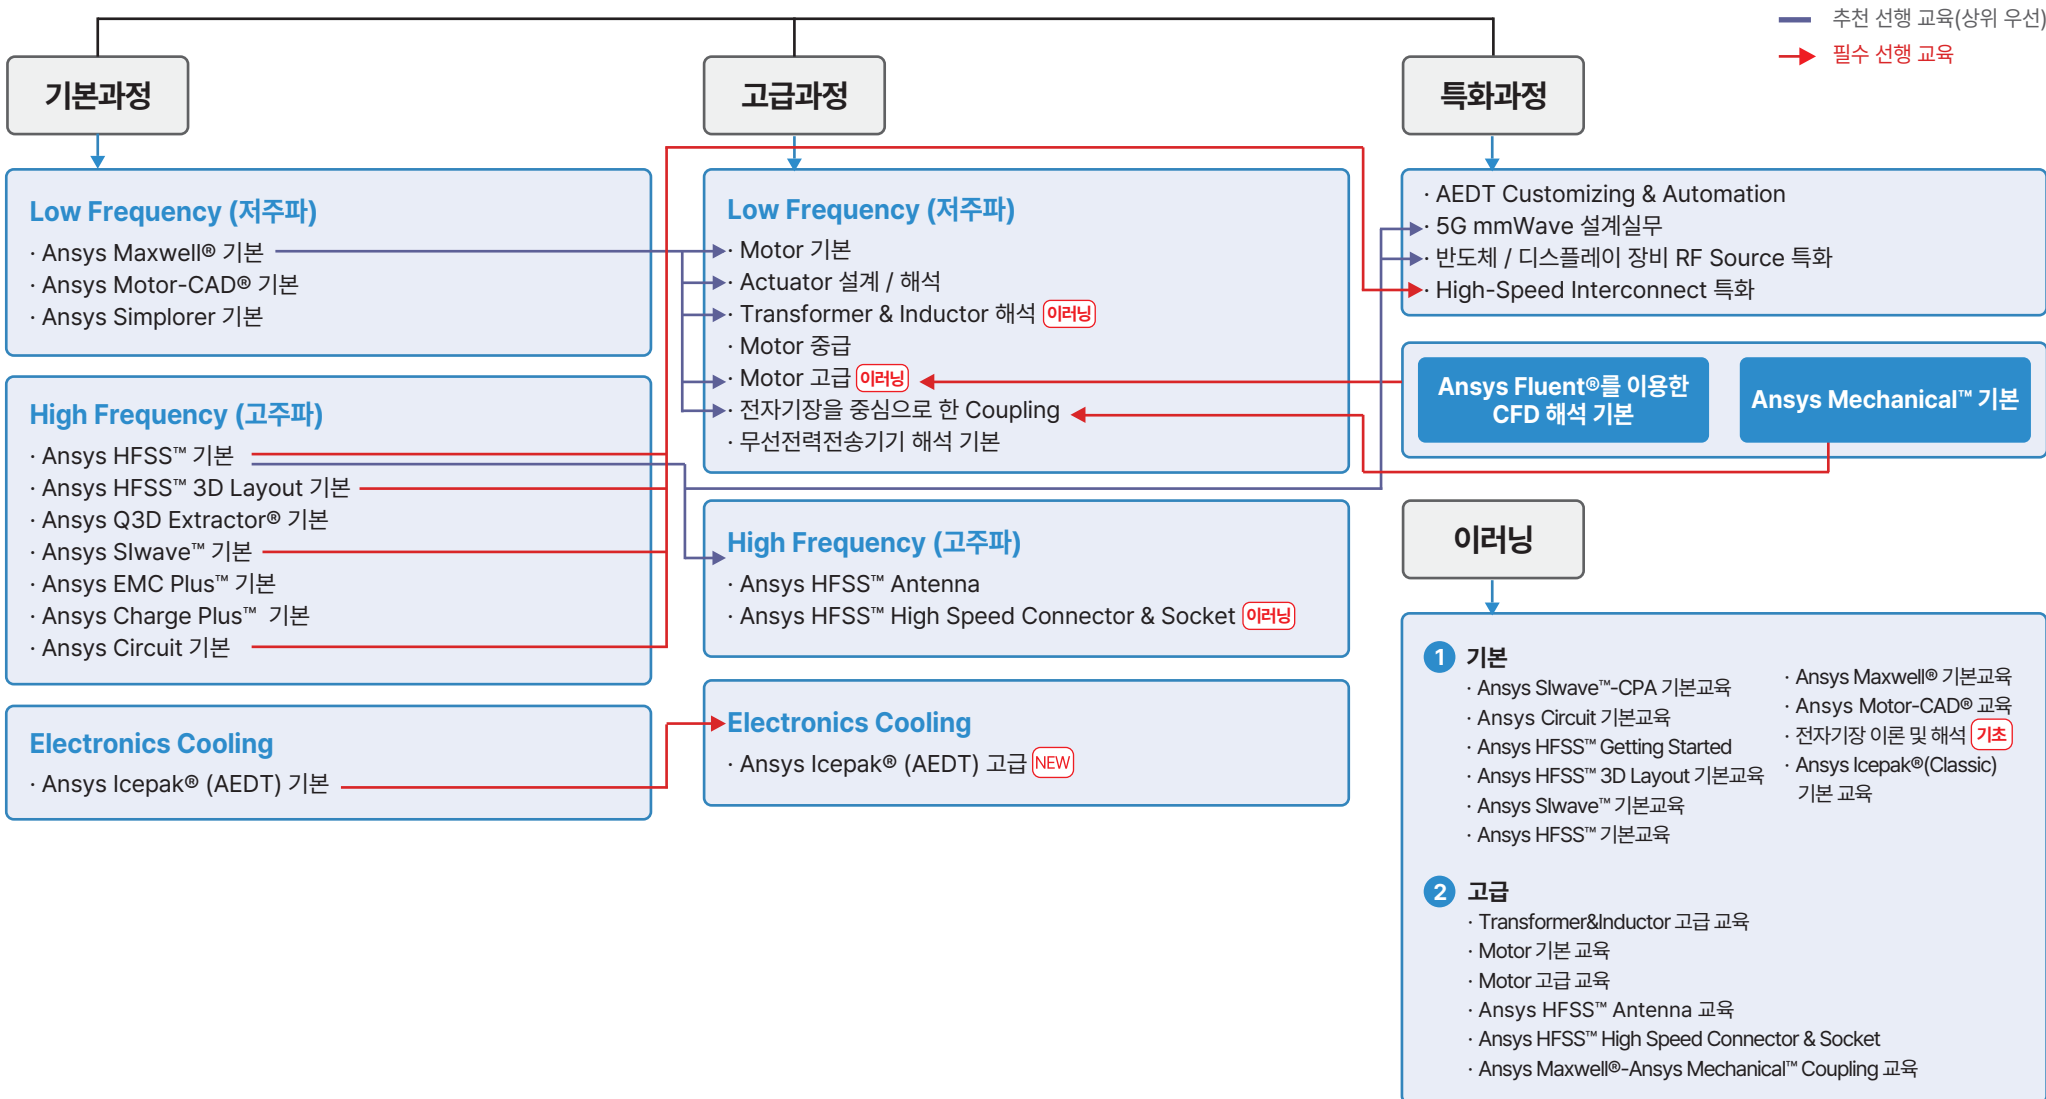 추천 선행 교육(상위 우선)
필수 선행 교육
기본과정
고급과정
특화과정
Low Frequency (저주파)
· Ansys Maxwell® 기본
· Ansys Motor-CAD® 기본
· Ansys Simplorer 기본
High Frequency (고주파)
· Ansys HFSS™ 기본
· Ansys HFSS™ 3D Layout 기본
· Ansys Q3D Extractor® 기본
· Ansys SIwave™ 기본
· Ansys EMC Plus™ 기본
· Ansys Charge Plus™ 기본
· Ansys Circuit 기본
Electronics Cooling
· Ansys Icepak® (AEDT) 기본
Low Frequency (저주파)
· Motor 기본
· Actuator 설계 / 해석
· Transformer & Inductor 해석 이러닝
· Motor 중급
· Motor 고급 이러닝
· 전자기장을 중심으로 한 Coupling
· 무선전력전송기기 해석 기본
High Frequency (고주파)
· Ansys HFSS™ Antenna
· Ansys HFSS™ High Speed Connector & Socket 이러닝
Electronics Cooling
· Ansys Icepak® (AEDT) 고급 NEW
· AEDT Customizing & Automation
· 5G mmWave 설계실무
· 반도체 / 디스플레이 장비 RF Source 특화
· High-Speed Interconnect 특화
Ansys Fluent®를 이용한
CFD 해석 기본
Ansys Mechanical™ 기본
이러닝
1 기본
· Ansys SIwave™-CPA 기본교육
· Ansys Circuit 기본교육
· Ansys HFSS™ Getting Started
· Ansys HFSS™ 3D Layout 기본교육
· Ansys SIwave™ 기본교육
· Ansys HFSS™ 기본교육
· Ansys Maxwell® 기본교육
· Ansys Motor-CAD® 교육
· 전자기장 이론 및 해석 기초
· Ansys Icepak®(Classic)
기본 교육
2 고급
· Transformer&Inductor 고급 교육
· Motor 기본 교육
· Motor 고급 교육
· Ansys HFSS™ Antenna 교육
· Ansys HFSS™ High Speed Connector & Socket
· Ansys Maxwell®-Ansys Mechanical™ Coupling 교육